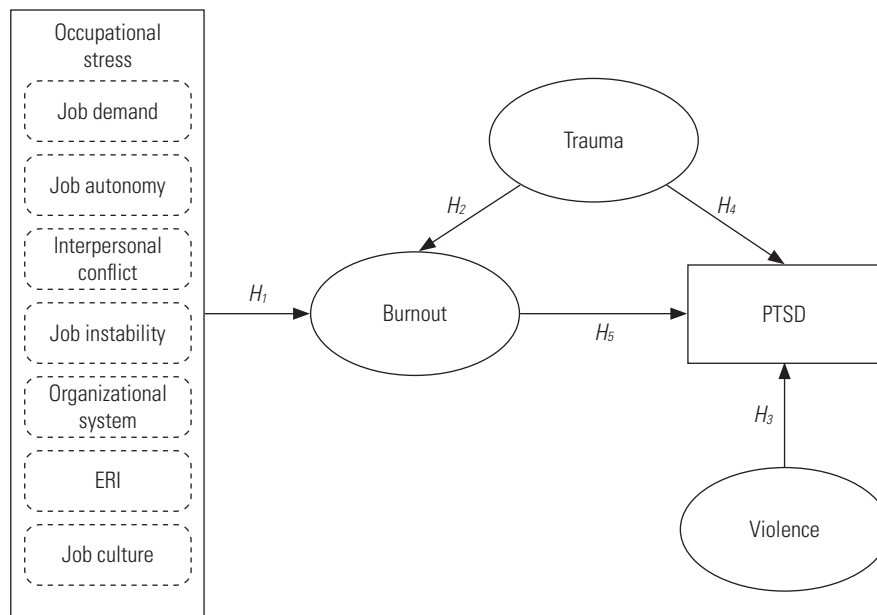 Occupational
stress
Job demand
Job autonomy
Interpersonal
conflict
Job instability
Organizational
system
ERI
Job culture
H1
Burnout
H2
Trauma
H4
H5
PTSD
H3
Violence